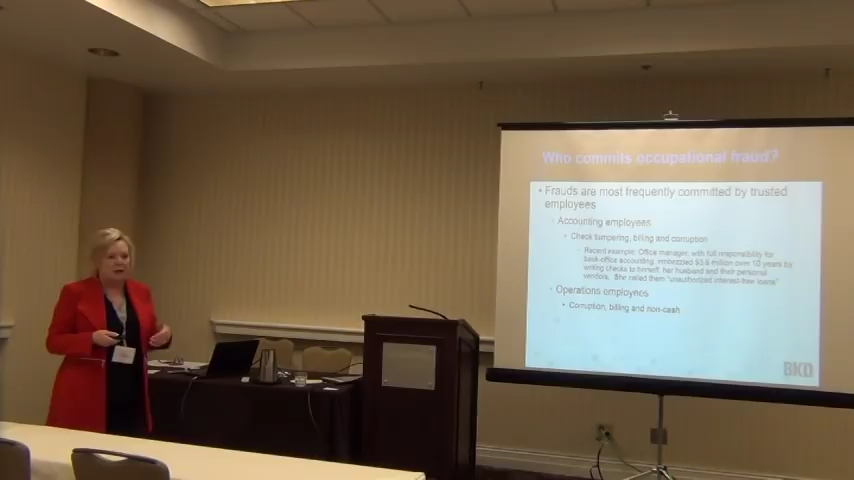 Who commits occupational fraud?
• Frauds are most frequently committed by trusted
employees
Accounting employees
• Check tampering, billing and corruption
Recent example: Office manager, with full responsibility for
back-office accounting, embezzled $3.5 million over 10 years by
writing checks to himself, her husband and their personal
vendors. She called them "unauthorized interest-free loans"
Operations employees
• Corruption, billing and non-cash
BKD